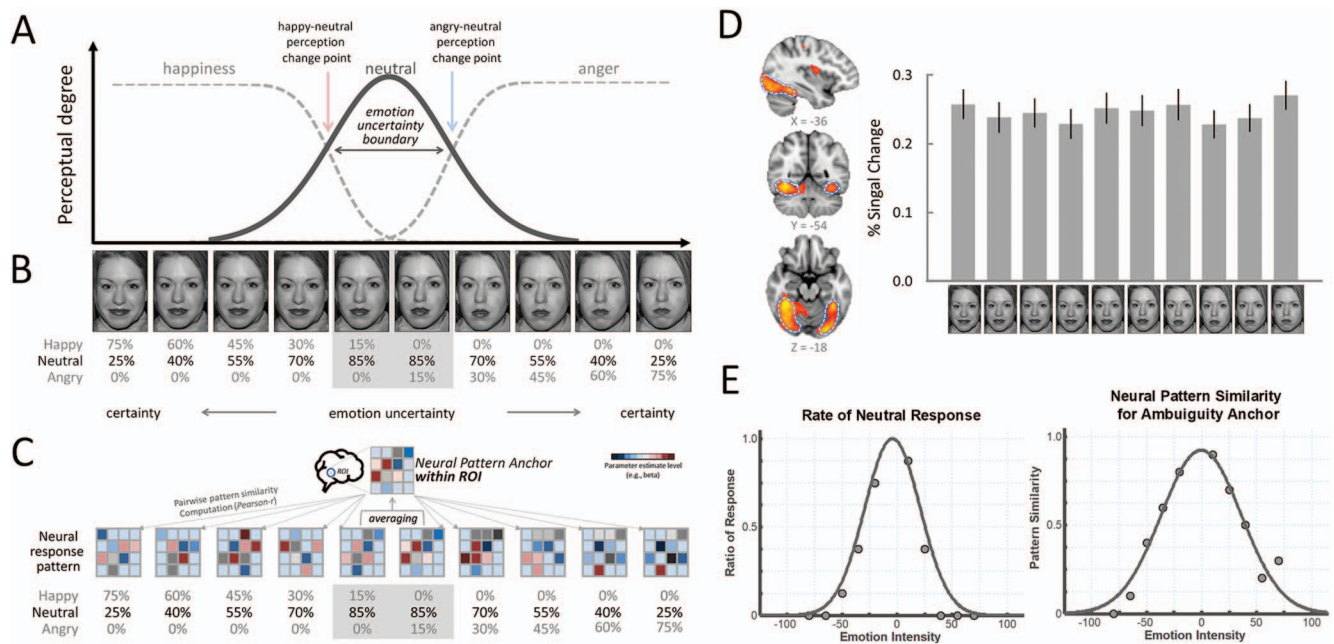 A
happy-neutral
perception
change point
angry-neutral
perception
change point
happiness
neutral
anger
emotion
uncertainty
boundary
Perceptual degree
B
Happy 75% 60% 45% 30% 15% 0% 0% 0% 0% 0%
Neutral 25% 40% 55% 70% 85% 85% 70% 55% 40% 25%
Angry 0% 0% 0% 0% 0% 15% 30% 45% 60% 75%
certainty emotion uncertainty certainty
C
ROI
Neural Pattern Anchor
within ROI
Parameter estimate level
(e.g., beta)
Pairwise pattern similarity
Computation (Pearson-r)
averaging
Neural
response
pattern
Happy 75% 60% 45% 30% 15% 0% 0% 0% 0% 0%
Neutral 25% 40% 55% 70% 85% 85% 70% 55% 40% 25%
Angry 0% 0% 0% 0% 0% 15% 30% 45% 60% 75%
D
X = -36
Y = -54
Z = -18
% Singal Change
0.3
0.2
0.1
0.0
E
Rate of Neutral Response
Ratio of Response
1.0
0.5
0
-100 -50 0 50 100
Emotion Intensity
Neural Pattern Similarity
for Ambuiguity Anchor
Pattern Similarity
1.0
0.5
0
-100 -50 0 50 100
Emotion Intensity